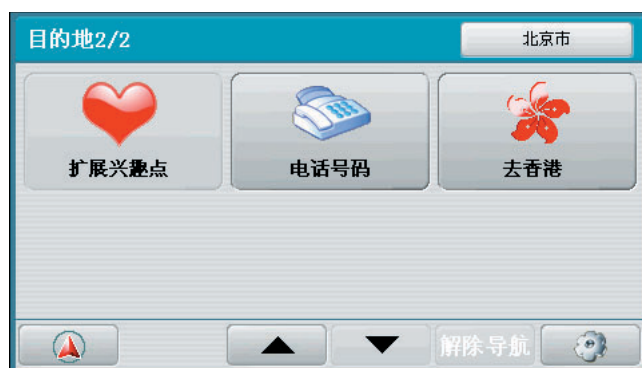 目的地2/2
北京市
扩展兴趣点
电话号码
去香港
解除导航